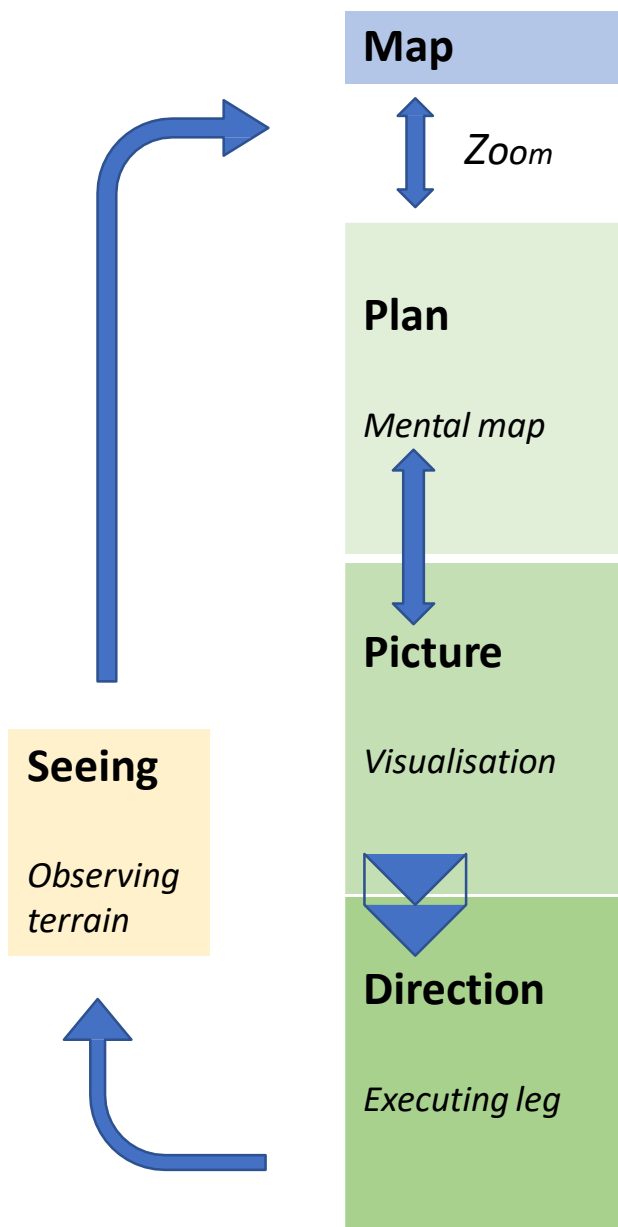 Map
Zoom
Plan
Mental map
Picture
Visualisation
Seeing
Observing
terrain
Direction
Executing leg